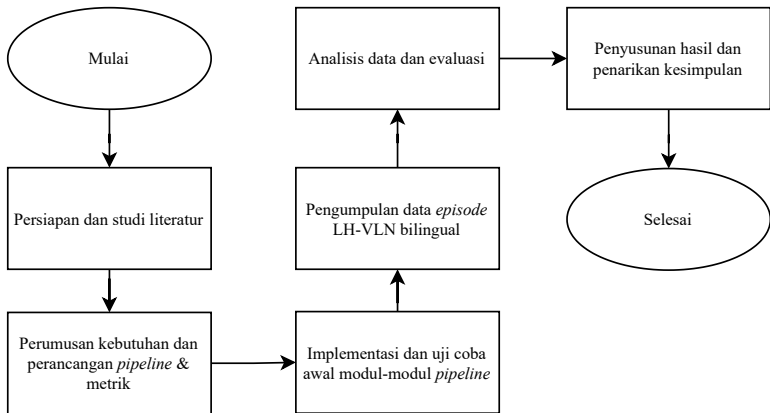 Mulai
Persiapan dan studi literatur
Perumusan kebutuhan dan
perancangan pipeline &
metrik
Implementasi dan uji coba
awal modul-modul pipeline
Pengumpulan data episode
LH-VLN bilingual
Analisis data dan evaluasi
Penyusunan hasil dan
penarikan kesimpulan
Selesai